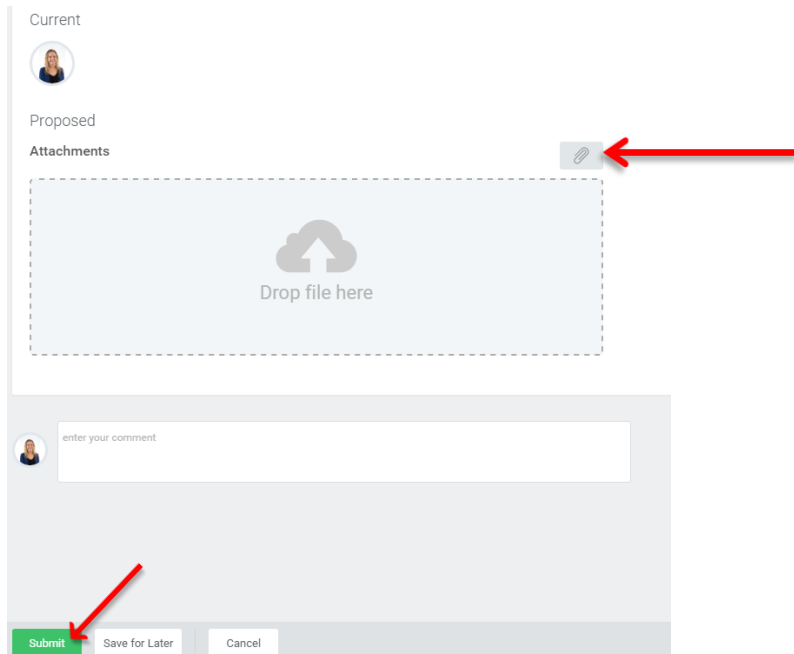 Current
Proposed
Attachments
Drop file here
enter your comment
Submit
Save for Later
Cancel